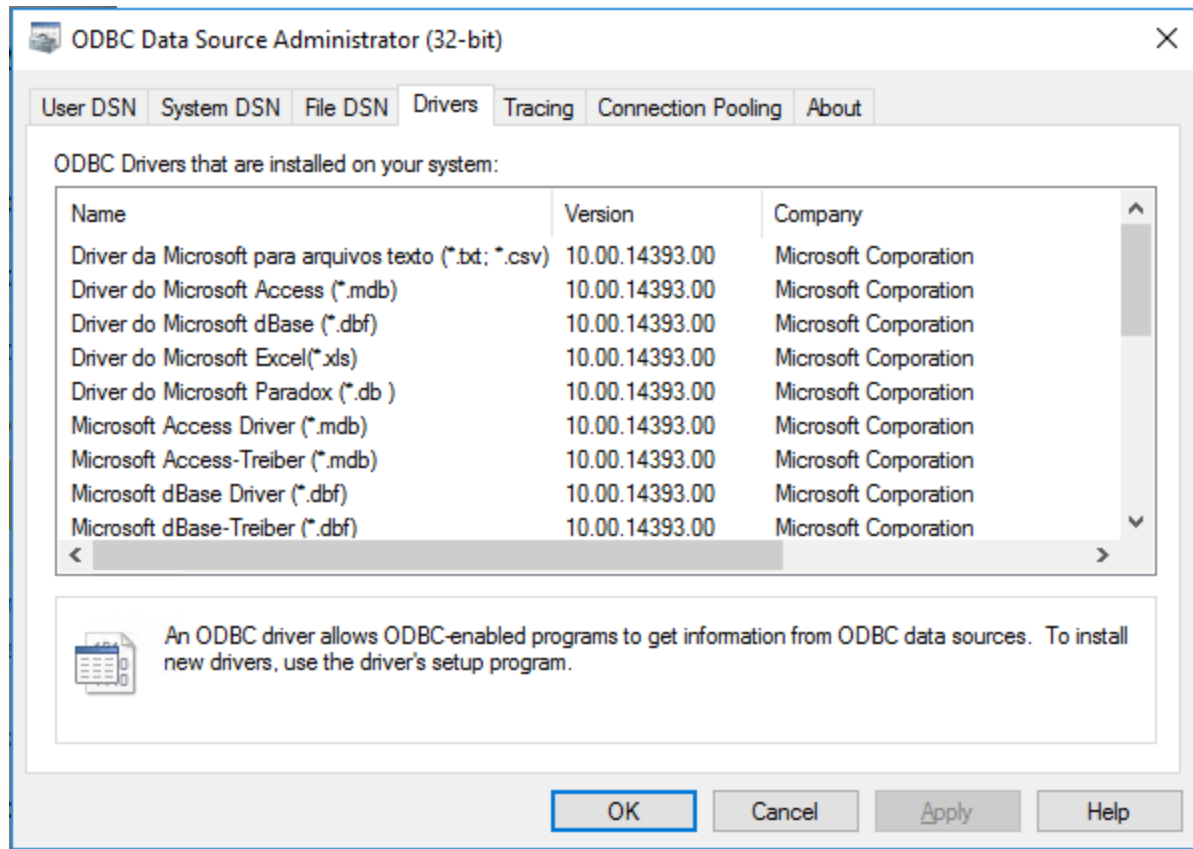 ODBC Data Source Administrator (32-bit)
User DSN System DSN File DSN Drivers Tracing Connection Pooling About
ODBC Drivers that are installed on your system:
Name Version Company
Driver da Microsoft para arquivos texto (*.txt; *.csv) 10.00.14393.00 Microsoft Corporation
Driver do Microsoft Access (*.mdb) 10.00.14393.00 Microsoft Corporation
Driver do Microsoft dBase (*.dbf) 10.00.14393.00 Microsoft Corporation
Driver do Microsoft Excel(*.xls) 10.00.14393.00 Microsoft Corporation
Driver do Microsoft Paradox (*.db ) 10.00.14393.00 Microsoft Corporation
Microsoft Access Driver (*.mdb) 10.00.14393.00 Microsoft Corporation
Microsoft Access-Treiber (*.mdb) 10.00.14393.00 Microsoft Corporation
Microsoft dBase Driver (*.dbf) 10.00.14393.00 Microsoft Corporation
Microsoft dBase-Treiber (*.dbf) 10.00.14393.00 Microsoft Corporation
An ODBC driver allows ODBC-enabled programs to get information from ODBC data sources. To install
new drivers, use the driver's setup program.
OK Cancel Apply Help